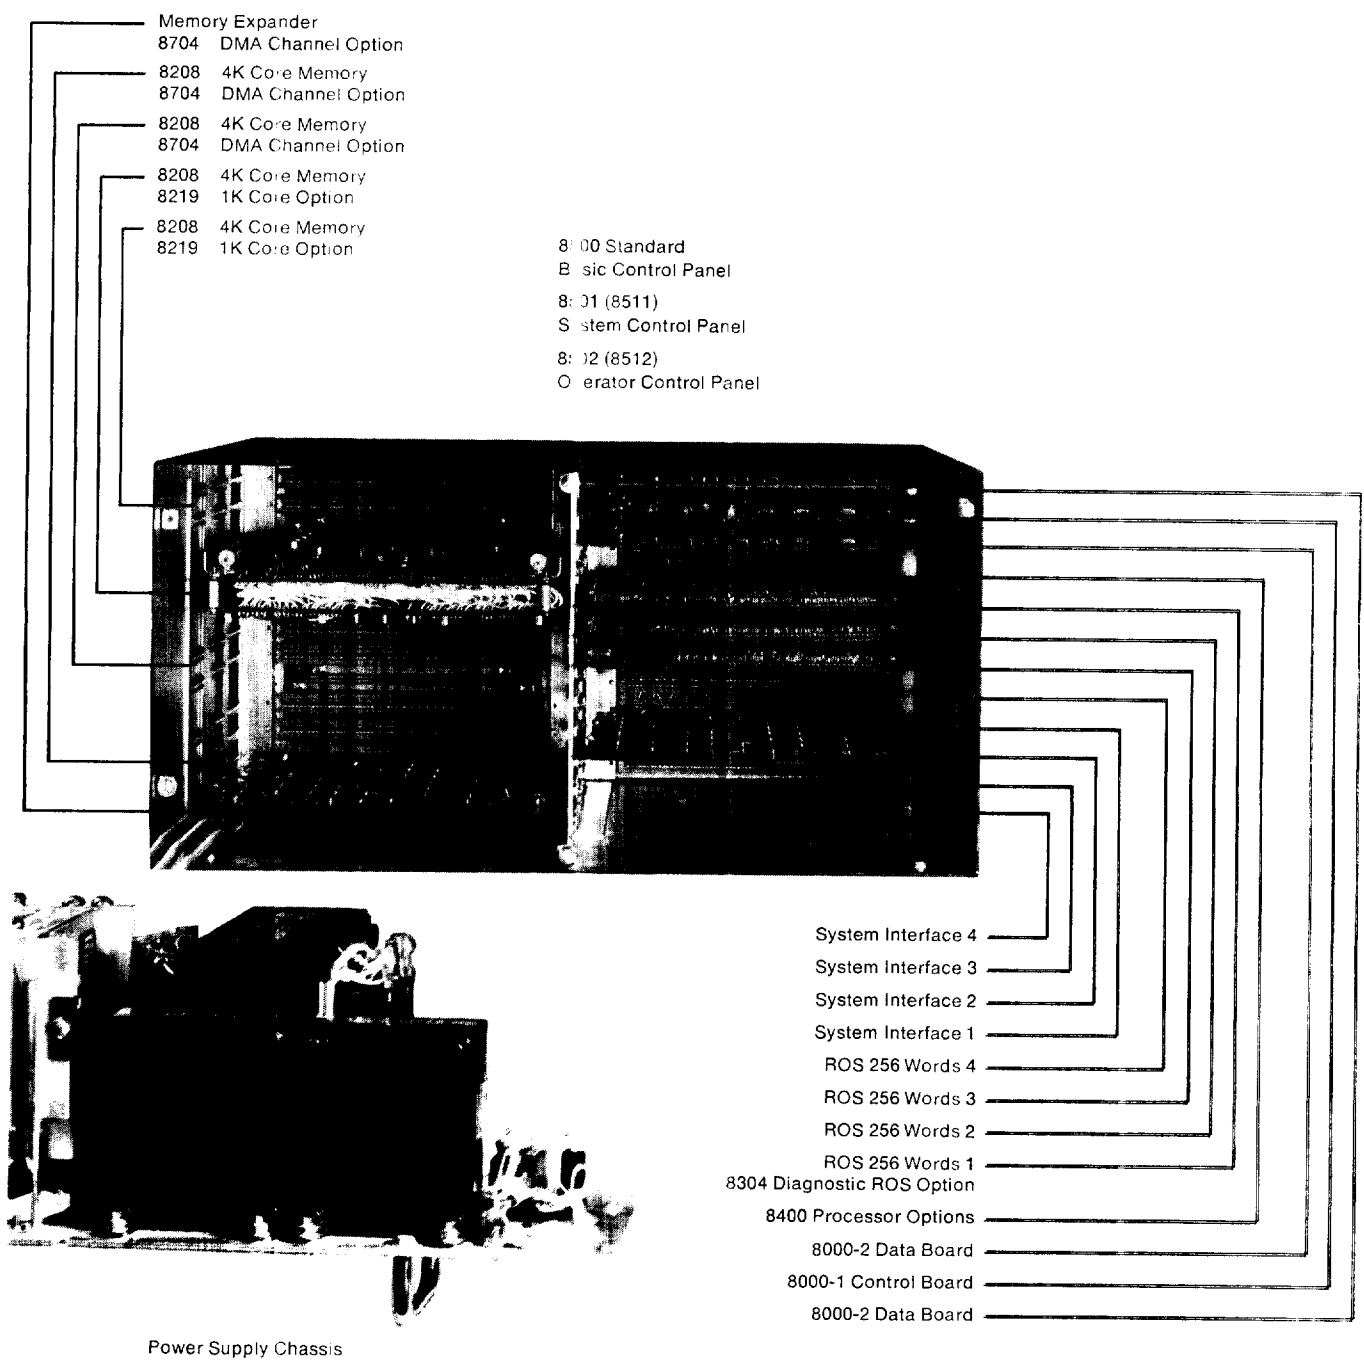 Memory Expander
8704 DMA Channel Option
8208 4K Core Memory
8704 DMA Channel Option
8208 4K Core Memory
8704 DMA Channel Option
8208 4K Core Memory
8219 1K Core Option
8208 4K Core Memory
8219 1K Core Option
Standard
Control Panel
(8511)
Control Panel
(8512)
Control Panel
System Interface 4
System Interface 3
System Interface 2
System Interface 1
ROS 256 Words 4
ROS 256 Words 3
ROS 256 Words 2
ROS 256 Words 1
8304 Diagnostic ROS Option
8400 Processor Options
8000-2 Data Board
8000-1 Control Board
8000-2 Data Board
Power Supply Chassis